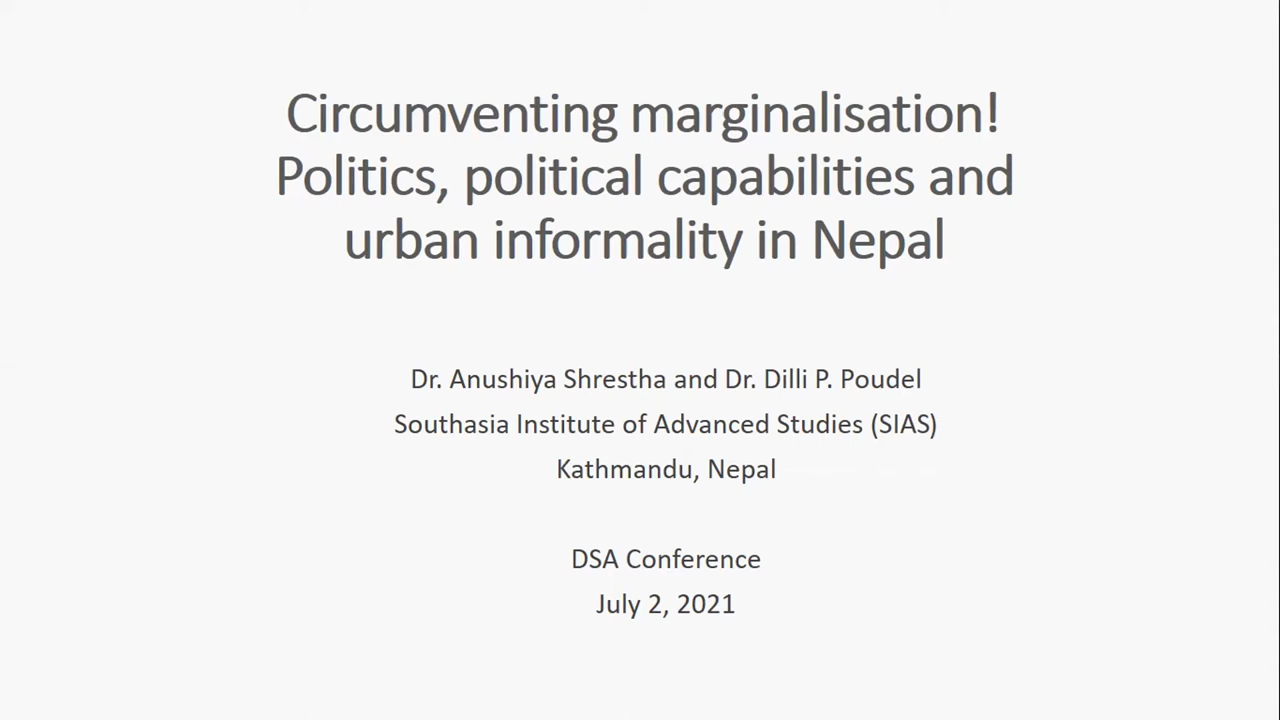 Circumventing marginalisation!
Politics, political capabilities and
urban informality in Nepal
Dr. Anushiya Shrestha and Dr. Dilli P. Poudel
Southasia Institute of Advanced Studies (SIAS)
Kathmandu, Nepal
DSA Conference
July 2, 2021